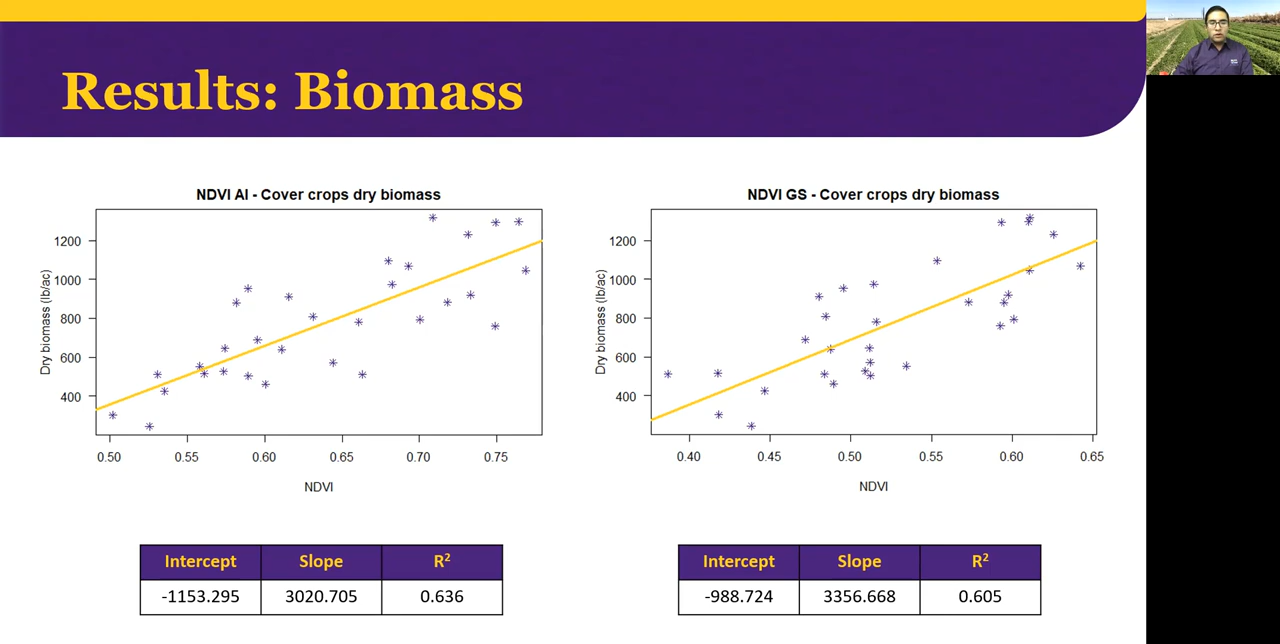 Results: Biomass
NDVI AI - Cover crops dry biomass
Dry biomass (lb/ac)
1200
1000
800
600
400
0.50 0.55 0.60 0.65 0.70 0.75
NDVI
NDVI GS - Cover crops dry biomass
Dry biomass (lb/ac)
1200
1000
800
600
400
0.40 0.45 0.50 0.55 0.60 0.65
NDVI
Intercept Slope R²
-1153.295 3020.705 0.636
Intercept Slope R²
-988.724 3356.668 0.605